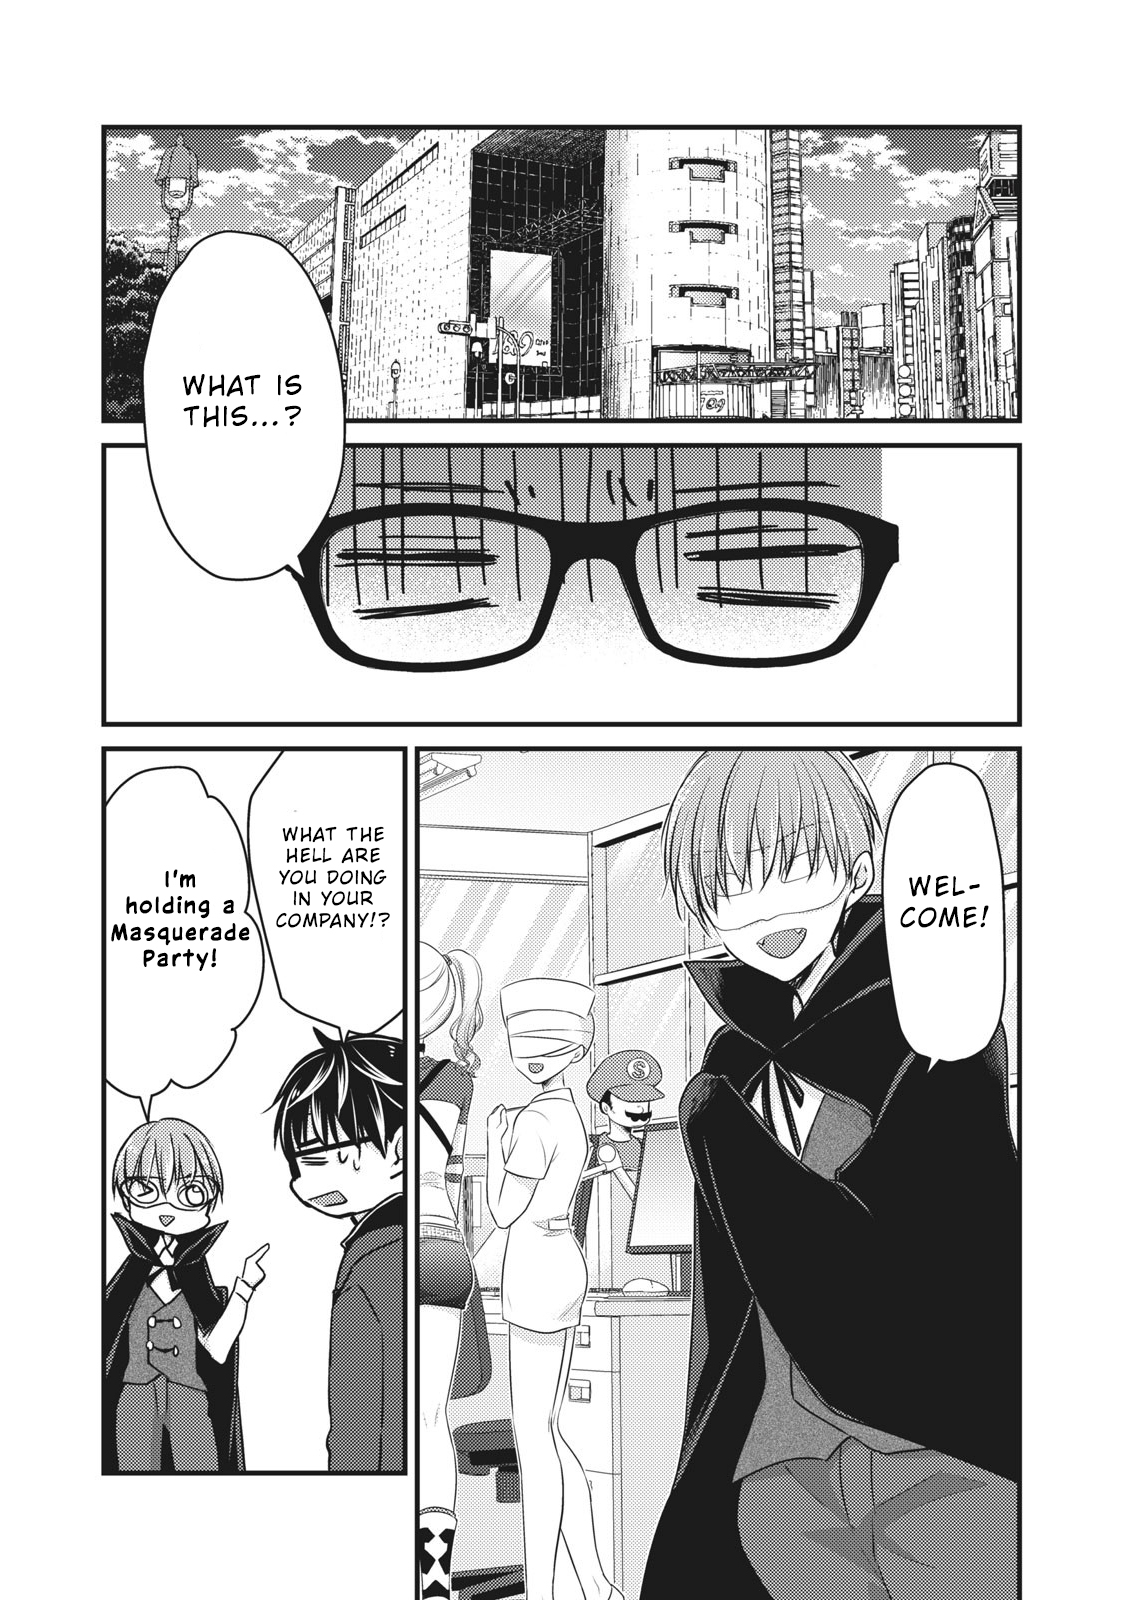 WHAT IS
THIS...?
WEL-
COME!
WHAT THE
HELL ARE
YOU DOING
IN YOUR
COMPANY!?
I'm
holding a
Masquerade
Party!
S